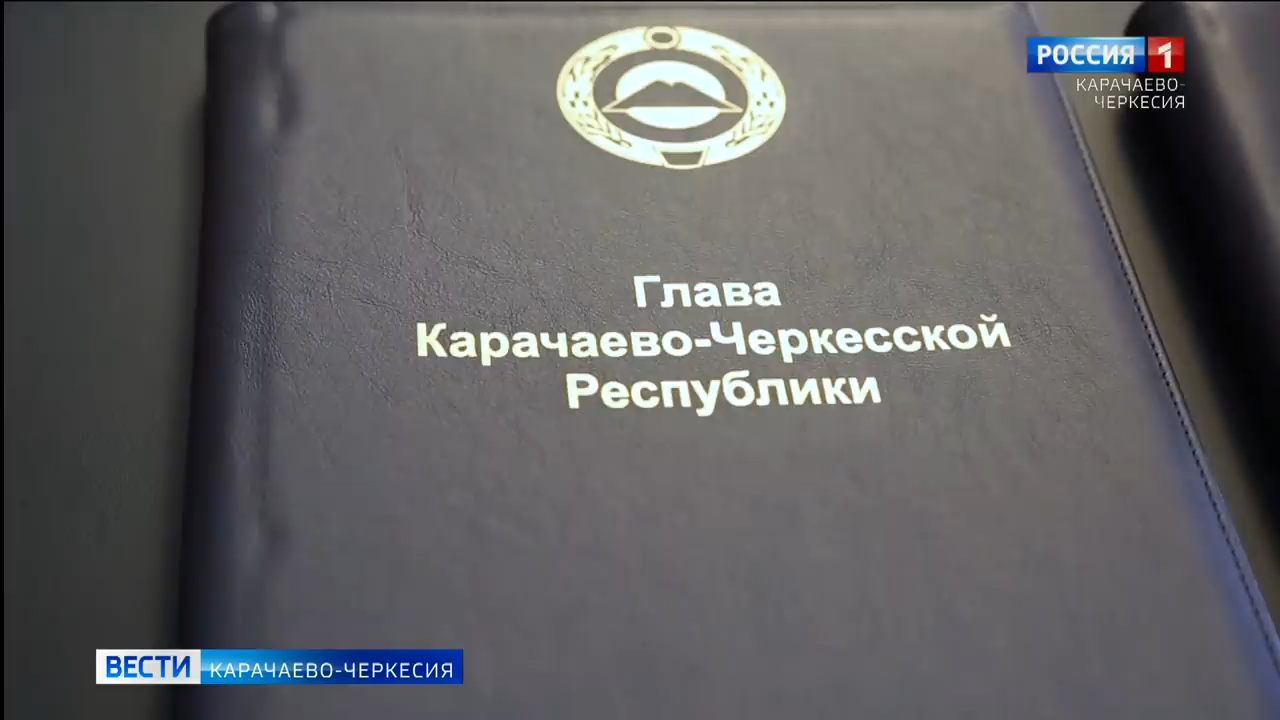 РОССИЯ 1
КАРАЧАЕВО-
ЧЕРКЕСИЯ
Глава
Карачаево-Черкесской
Республики
ВЕСТИ КАРАЧАЕВО-ЧЕРКЕСИЯ